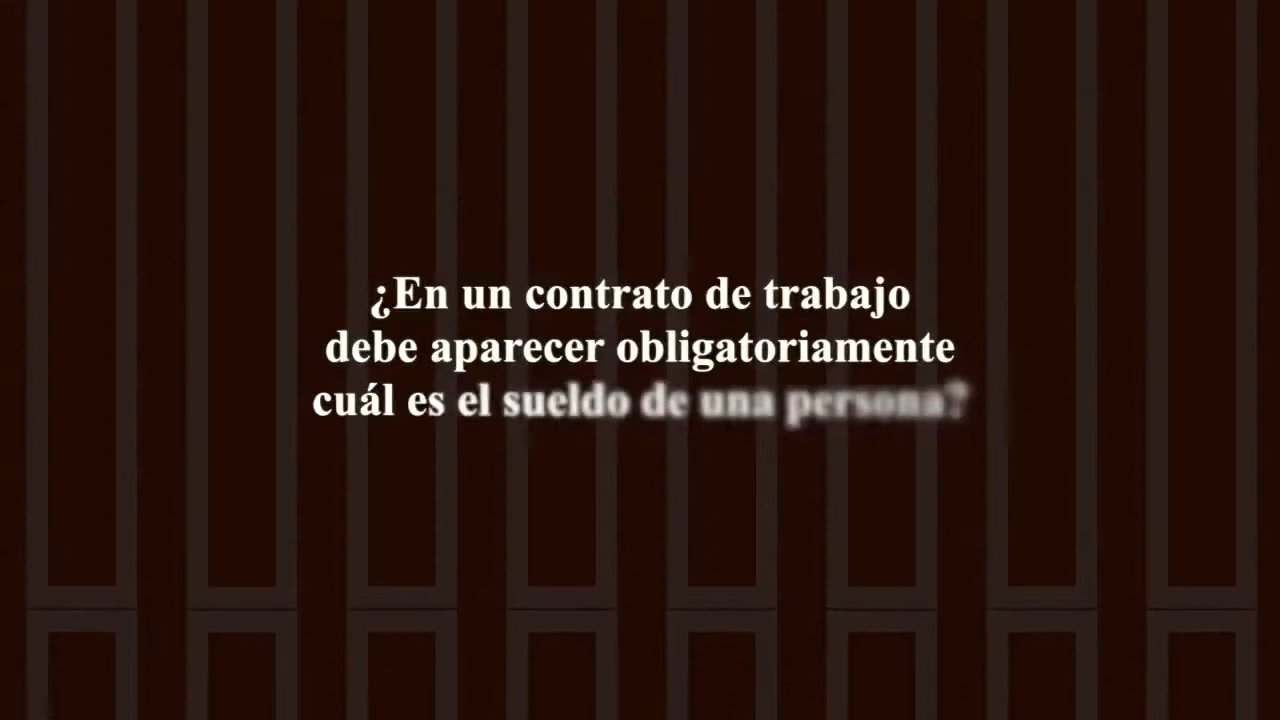 ¿En un contrato de trabajo
debe aparecer obligatoriamente
cuál es el sueldo de una persona?